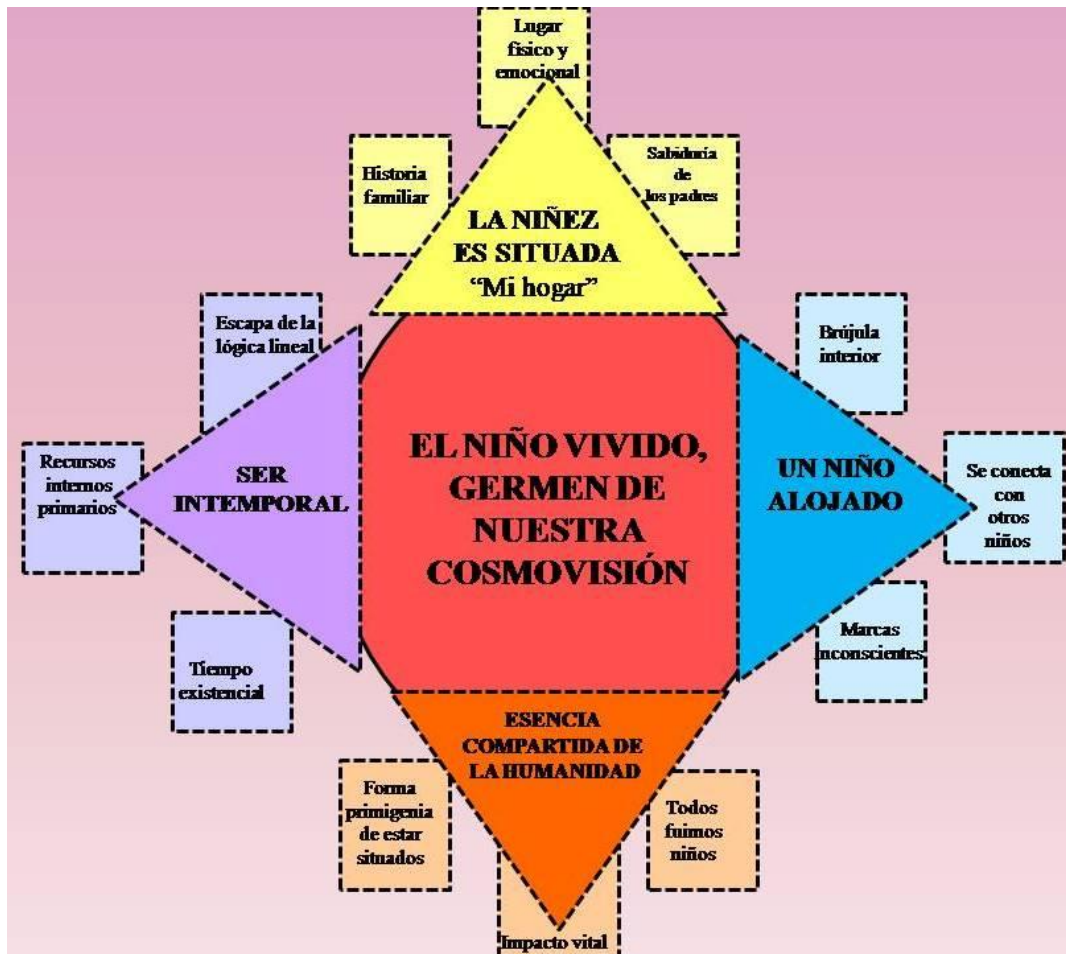 Lugar
físico y
emocional
Historia
familiar
Sabiduría
de
los padres
LA NIÑEZ
ES SITUADA
“Mi hogar”
Escapa de la
lógica lineal
Recursos
internos
primarios
SER
INTEMPORAL
Tiempo
existencial
EL NIÑO VIVIDO,
GERMEN DE
NUESTRA
COSMOVISIÓN
Brújula
interior
UN NIÑO
ALOJADO
Se conecta
con
otros
niños
Marcas
inconscientes
ESENCIA
COMPARTIDA DE
LA HUMANIDAD
Forma
primigenia
de estar
situados
Impacto vital
Todos
fuimos
niños